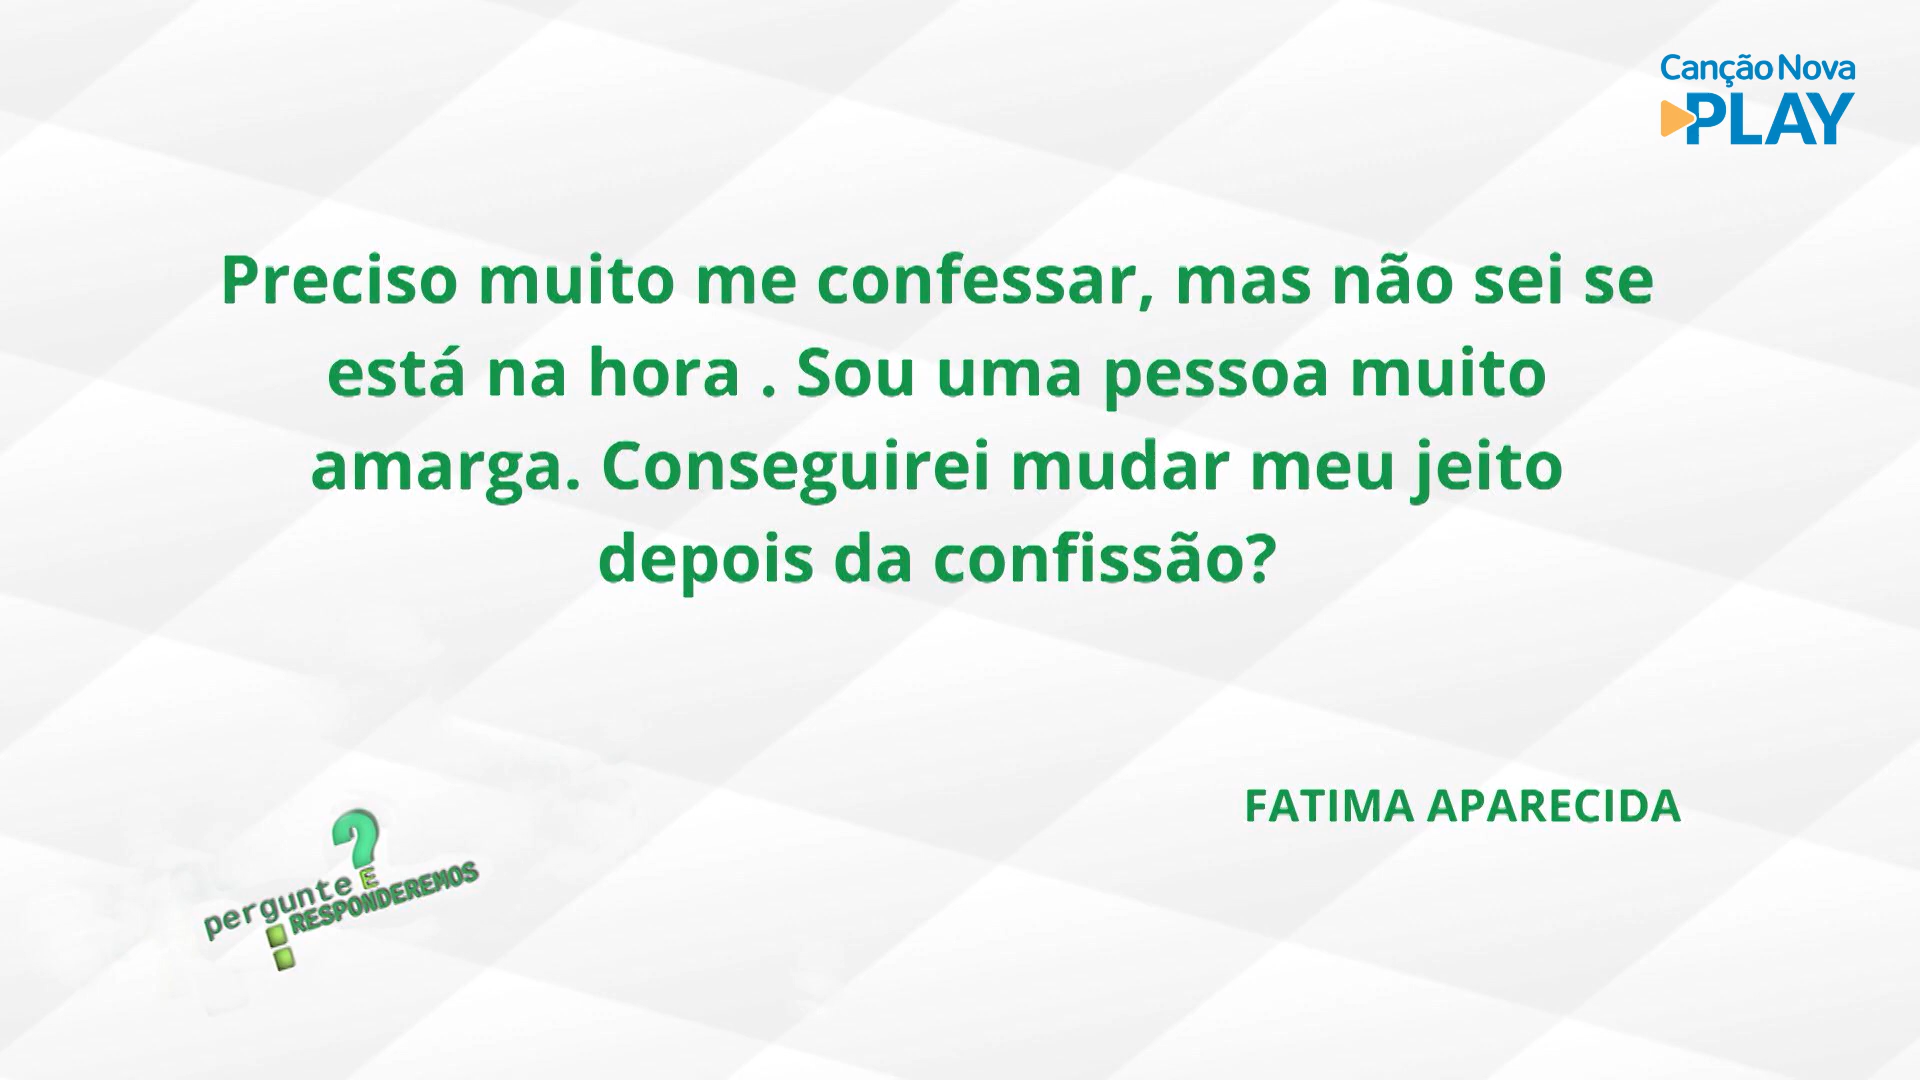 Canção Nova
PLAY
Preciso muito me confessar, mas não sei se
está na hora . Sou uma pessoa muito
amarga. Conseguirei mudar meu jeito
depois da confissão?
FATIMA APARECIDA
pergunte E
RESPONDEREMOS